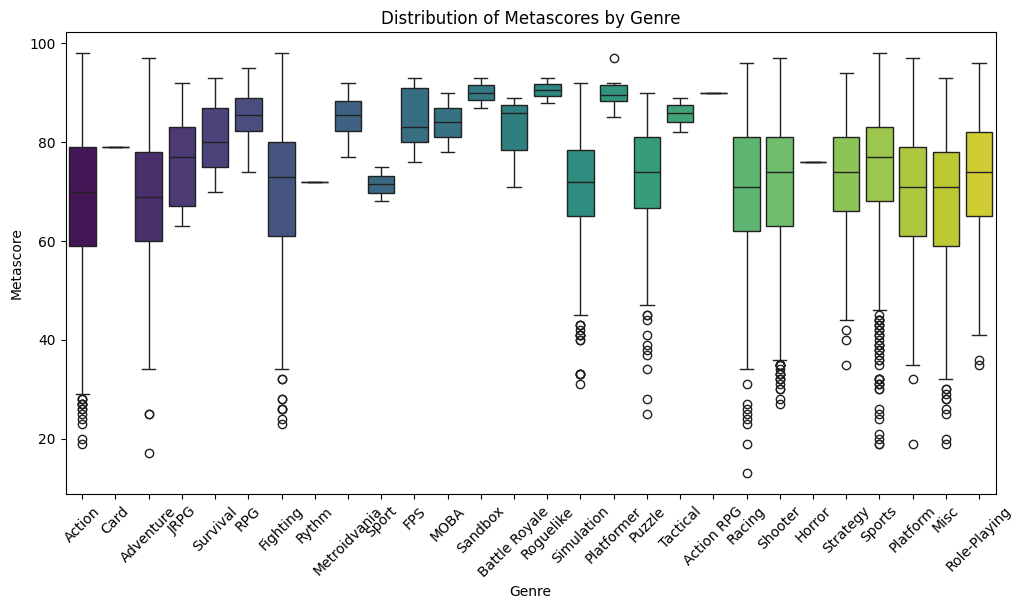 Distribution of Metascores by Genre
Metascore
100
80
60
40
20
Action
Card
Adventure
JRPG
Survival
RPG
Fighting
Rythm
Metroidvania
Sport
FPS
MOBA
Sandbox
Battle Royale
Roguelike
Simulation
Platformer
Puzzle
Tactical
Action RPG
Racing
Shooter
Horror
Strategy
Sports
Platform
Misc
Role-Playing
Genre